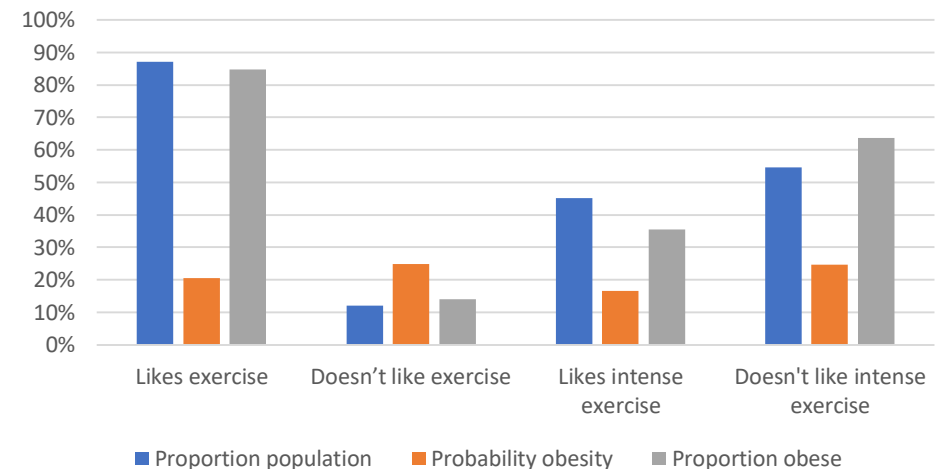 100%
90%
80%
70%
60%
50%
40%
30%
20%
10%
0%
Likes exercise
Doesn’t like exercise
Likes intense
exercise
Doesn't like intense
exercise
Proportion population
Probability obesity
Proportion obese